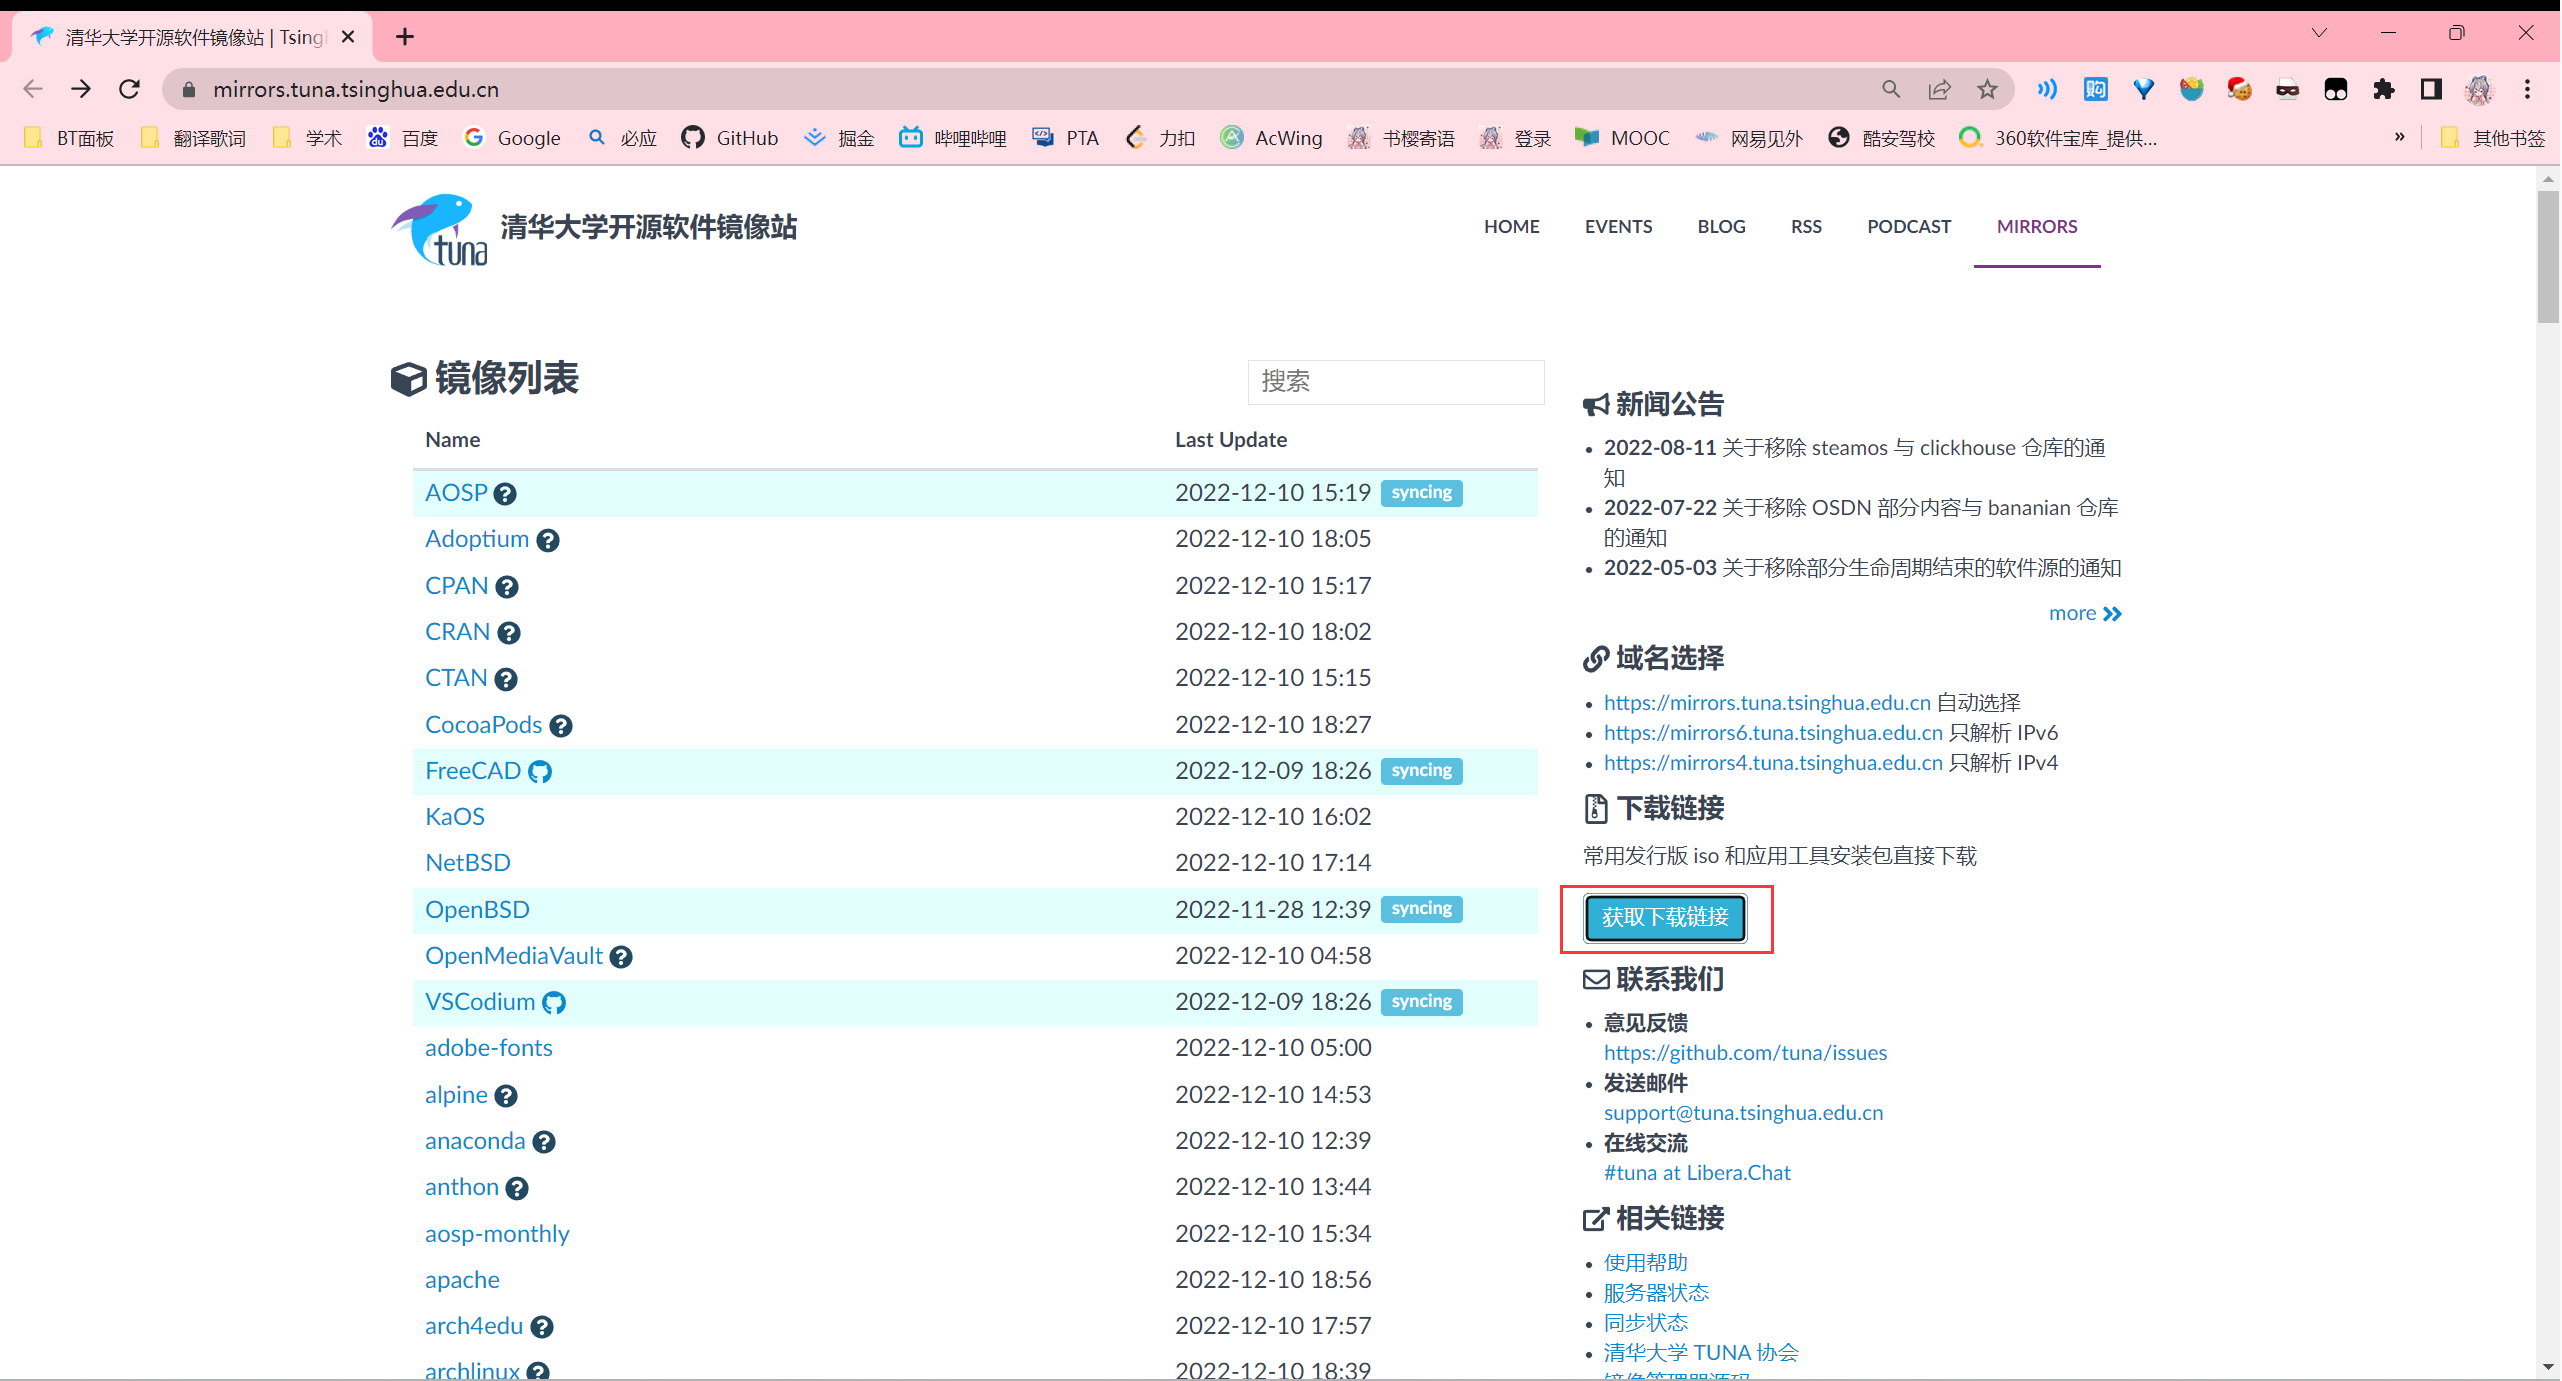 清华大学开源软件镜像站 | Tsingl
mirrors.tuna.tsinghua.edu.cn
BT面板 翻译歌词 学术 百度 Google 必应 GitHub 掘金 哔哩哔哩 PTA 力扣 AcWing 书樱寄语 登录 MOOC 网易见外 酷安驾校 360软件宝库_提供... » 其他书签
tuna 清华大学开源软件镜像站
HOME EVENTS BLOG RSS PODCAST MIRRORS
镜像列表
搜索
Name Last Update
AOSP 2022-12-10 15:19 syncing
Adoptium 2022-12-10 18:05
CPAN 2022-12-10 15:17
CRAN 2022-12-10 18:02
CTAN 2022-12-10 15:15
CocoaPods 2022-12-10 18:27
FreeCAD 2022-12-09 18:26 syncing
KaOS 2022-12-10 16:02
NetBSD 2022-12-10 17:14
OpenBSD 2022-11-28 12:39 syncing
OpenMediaVault 2022-12-10 04:58
VSCodium 2022-12-09 18:26 syncing
adobe-fonts 2022-12-10 05:00
alpine 2022-12-10 14:53
anaconda 2022-12-10 12:39
anthon 2022-12-10 13:44
aosp-monthly 2022-12-10 15:34
apache 2022-12-10 18:56
arch4edu 2022-12-10 17:57
archlinux 2022-12-10 18:39
新闻公告
2022-08-11 关于移除 steamos 与 clickhouse 仓库的通
知
2022-07-22 关于移除 OSDN 部分内容与 bananian 仓库
的通知
2022-05-03 关于移除部分生命周期结束的软件源的通知
more
域名选择
https://mirrors.tuna.tsinghua.edu.cn 自动选择
https://mirrors6.tuna.tsinghua.edu.cn 只解析 IPv6
https://mirrors4.tuna.tsinghua.edu.cn 只解析 IPv4
下载链接
常用发行版 iso 和应用工具安装包直接下载
获取下载链接
联系我们
意见反馈
https://github.com/tuna/issues
发送邮件
support@tuna.tsinghua.edu.cn
在线交流
#tuna at Libera.Chat
相关链接
使用帮助
服务器状态
同步状态
清华大学 TUNA 协会